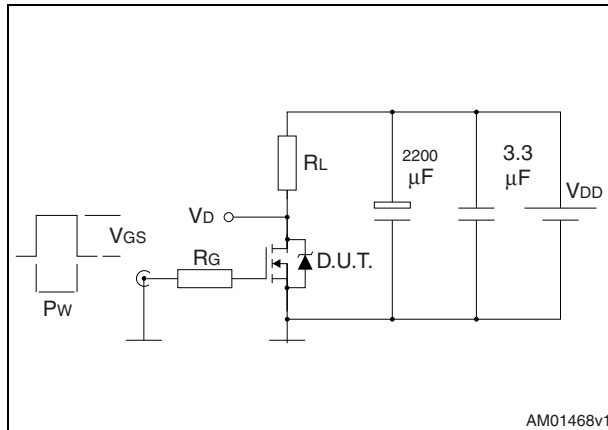 RL
2200
µF
3.3
µF
VDD
VD
VGS
RG
D.U.T.
PW
AM01468v1